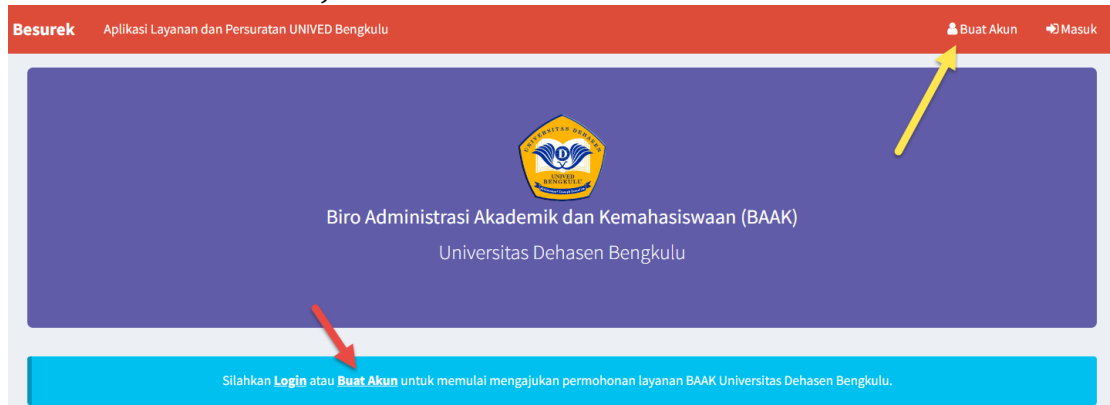 Besurek Aplikasi Layanan dan Persuratan UNIVED Bengkulu Buat Akun Masuk
UNIVERSITAS DEHASEN
D
UNIVED
BENGKULU
Biro Administrasi Akademik dan Kemahasiswaan (BAAK)
Universitas Dehasen Bengkulu
Silahkan Login atau Buat Akun untuk memulai mengajukan permohonan layanan BAAK Universitas Dehasen Bengkulu.